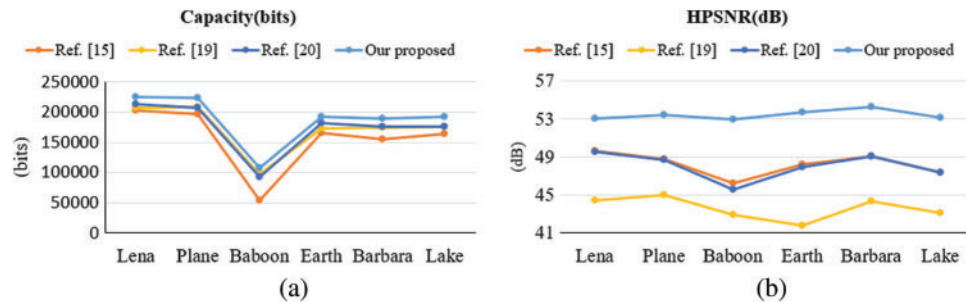 Capacity(bits)
Ref. [15] Ref. [19] Ref. [20] Our proposed
250000
200000
150000
100000
50000
0
(bits)
Lena Plane Baboon Earth Barbara Lake
(a)
HPSNR(dB)
Ref. [15] Ref. [19] Ref. [20] Our proposed
57
53
49
45
41
(dB)
Lena Plane Baboon Earth Barbara Lake
(b)